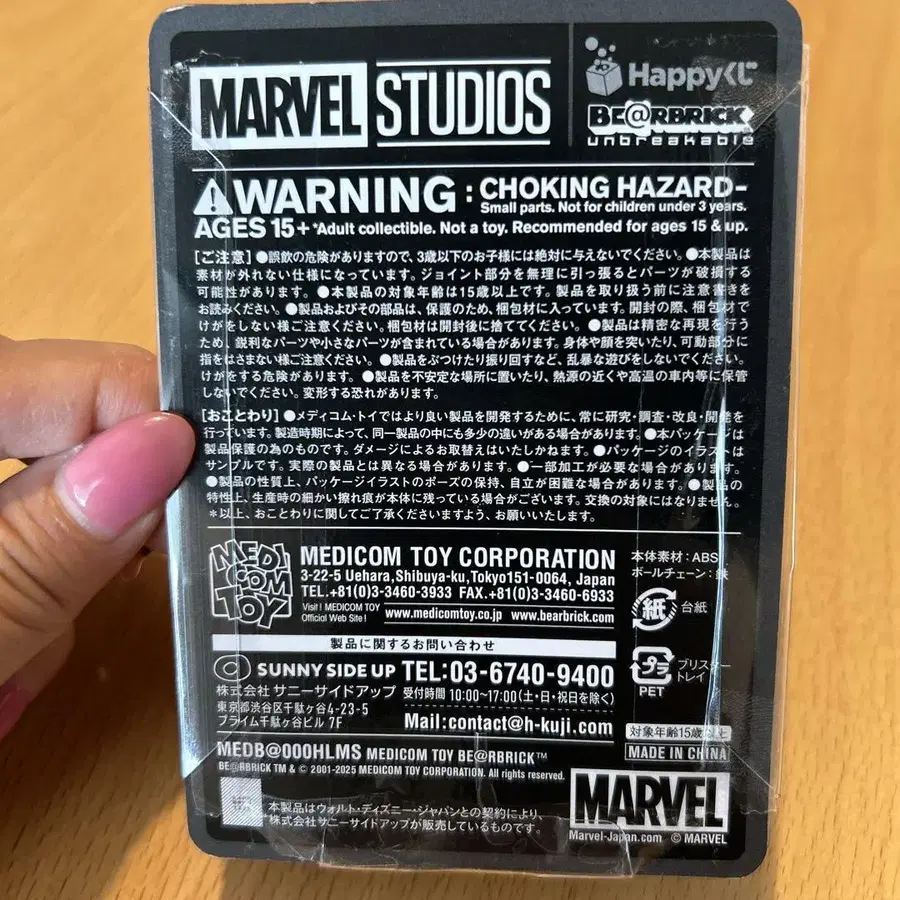 MARVEL STUDIOS
Happyくじ
BE@RBRICK
unbreakable
WARNING : CHOKING HAZARD-
Small parts. Not for children under 3 years.
AGES 15+ *Adult collectible. Not a toy. Recommended for ages 15 & up.
[ご注意] ●誤飲の危険がありますので、3歳以下のお子様には絶対に与えないでください。●本製品は
素材が外れない仕様になっています。ジョイント部分を無理に引っ張るとパーツが破損する
可能性があります。●本製品の対象年齢は15歳以上です。製品を取り扱う前に注意書きを
お読みください。●製品およびその部品は、保護のため、梱包材に入っています。開封の際、梱包材で
けがをしない様ご注意ください。梱包材は開封後に捨ててください。●製品は精密な再現を行う
ため、鋭利なパーツや小さなパーツが含まれている場合があります。身体や顔を突いたり、可動部分に
指をはさまない様ご注意ください。●製品をぶつけたり振り回すなど、乱暴な遊びをしないでください。
けがをする危険があります。●製品を不安定な場所に置いたり、熱源の近くや高温の車内等に保管
しないでください。変形する恐れがあります。
[おことわり] ●メディコム・トイではより良い製品を開発するために、常に研究・調査・改良・開発を
行っています。製造時期によって、同一製品の中にも多少の違いがある場合があります。●本パッケージは
製品保護の為のものです。ダメージによるお取替えはいたしかねます。●パッケージのイラストは
サンプルです。実際の製品とは異なる場合があります。●一部加工が必要な場合があります。
●製品の性質上、パッケージイラストのポーズの保持、自立が困難な場合があります。●製品の
特性上、生産時の細かい擦れ痕が本体に残っている場合がございます。交換の対象にはなりません。
*以上、おことわりに関してご了承くださいますよう、お願いいたします。
MEDI
COM
TOY
MEDICOM TOY CORPORATION
3-22-5 Uehara,Shibuya-ku,Tokyo151-0064, Japan
TEL.+81(0)3-3460-3933 FAX.+81(0)3-3460-6933
Visit! MEDICOM TOY
Official Web Site!
www.medicomtoy.co.jp www.bearbrick.com
本体素材:ABS
ボールチェーン:鉄
紙
台紙
プラ
PET
ブリスター
トレイ
製品に関するお問い合わせ
SUNNY SIDE UP TEL:03-6740-9400
株式会社 サニーサイドアップ 受付時間 10:00~17:00(土・日・祝日を除く)
東京都渋谷区千駄ヶ谷4-23-5
プライム千駄ヶ谷ビル 7F
Mail:contact@h-kuji.com
対象年齢15歳以上
MADE IN CHINA
MEDB@000HLMS MEDICOM TOY BE@RBRICK™
BE@RBRICK TM & © 2001-2025 MEDICOM TOY CORPORATION. All rights reserved.
本製品はウォルト・ディズニー・ジャパンとの契約により、
株式会社サニーサイドアップが販売しているものです。
MARVEL
Marvel-Japan.com © MARVEL